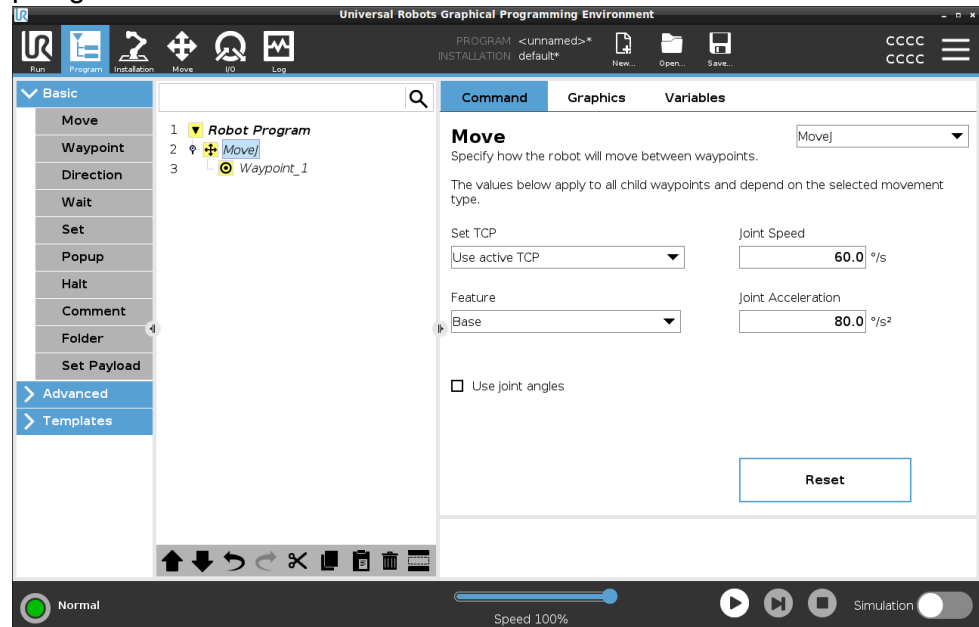 Universal Robots Graphical Programming Environment
UR
Run
Program
Installation
Move
I/O
Log
PROGRAM <unnamed>*
INSTALLATION default*
New...
Open...
Save...
CCCC
CCCC
Basic
Move
Waypoint
Direction
Wait
Set
Popup
Halt
Comment
Folder
Set Payload
Advanced
Templates
1 Robot Program
2 MoveJ
3 Waypoint_1
Command Graphics Variables
Move
MoveJ
Specify how the robot will move between waypoints.
The values below apply to all child waypoints and depend on the selected movement
type.
Set TCP
Use active TCP
Joint Speed
60.0 °/s
Feature
Base
Joint Acceleration
80.0 °/s²
Use joint angles
Reset
Normal
Speed 100%
Simulation